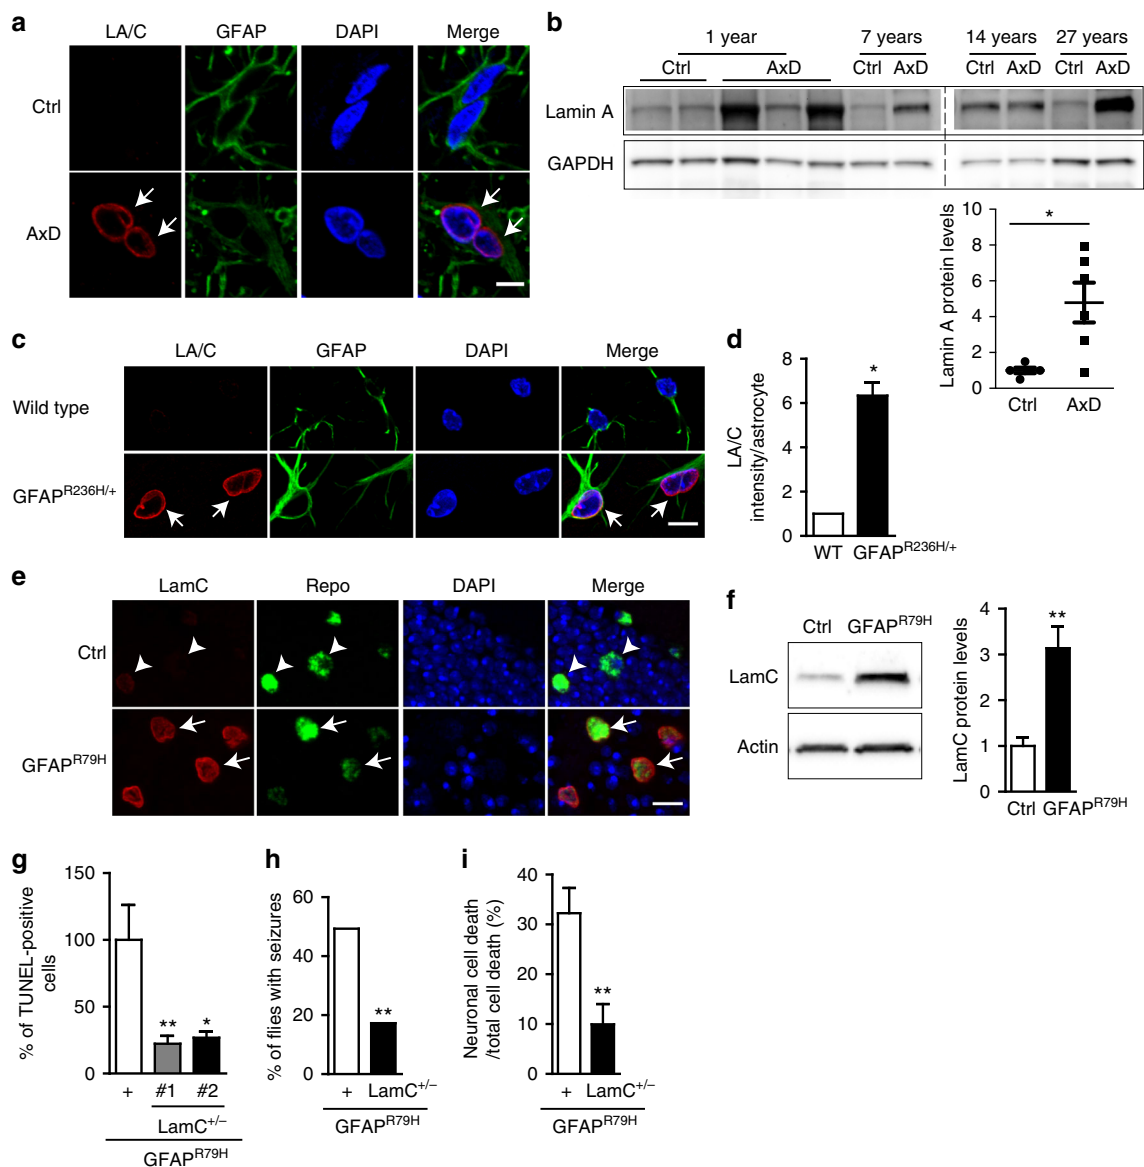 a
LA/C GFAP DAPI Merge
Ctrl
AxD
b
1 year 7 years 14 years 27 years
Ctrl AxD Ctrl AxD Ctrl AxD Ctrl AxD
Lamin A
GAPDH
Lamin A protein levels
10
8
6
4
2
0
*
Ctrl AxD
c
LA/C GFAP DAPI Merge
Wild type
GFAP^R236H/+
d
LA/C
intensity/astrocyte
8
6
4
2
0
*
WT GFAP^R236H/+
e
LamC Repo DAPI Merge
Ctrl
GFAP^R79H
f
Ctrl GFAP^R79H
LamC
Actin
LamC protein levels
4
3
2
1
0
**
Ctrl GFAP^R79H
g
% of TUNEL-positive
cells
150
100
50
0
** *
+ #1 #2
LamC^+/–
GFAP^R79H
h
% of flies with seizures
60
40
20
0
**
+ LamC^+/–
GFAP^R79H
i
Neuronal cell death
/total cell death (%)
40
30
20
10
0
**
+ LamC^+/–
GFAP^R79H